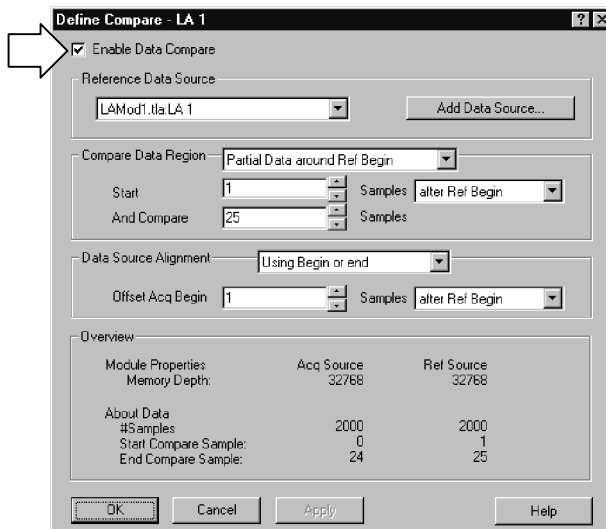 Define Compare - LA 1
Enable Data Compare
Reference Data Source
LAMod1.tla:LA 1
Add Data Source...
Compare Data Region
Partial Data around Ref Begin
Start
1
Samples
after Ref Begin
And Compare
25
Samples
Data Source Alignment
Using Begin or end
Offset Acq Begin
1
Samples
after Ref Begin
Overview
Module Properties Acq Source Ref Source
Memory Depth: 32768 32768
About Data
#Samples 2000 2000
Start Compare Sample: 0 1
End Compare Sample: 24 25
OK Cancel Apply Help